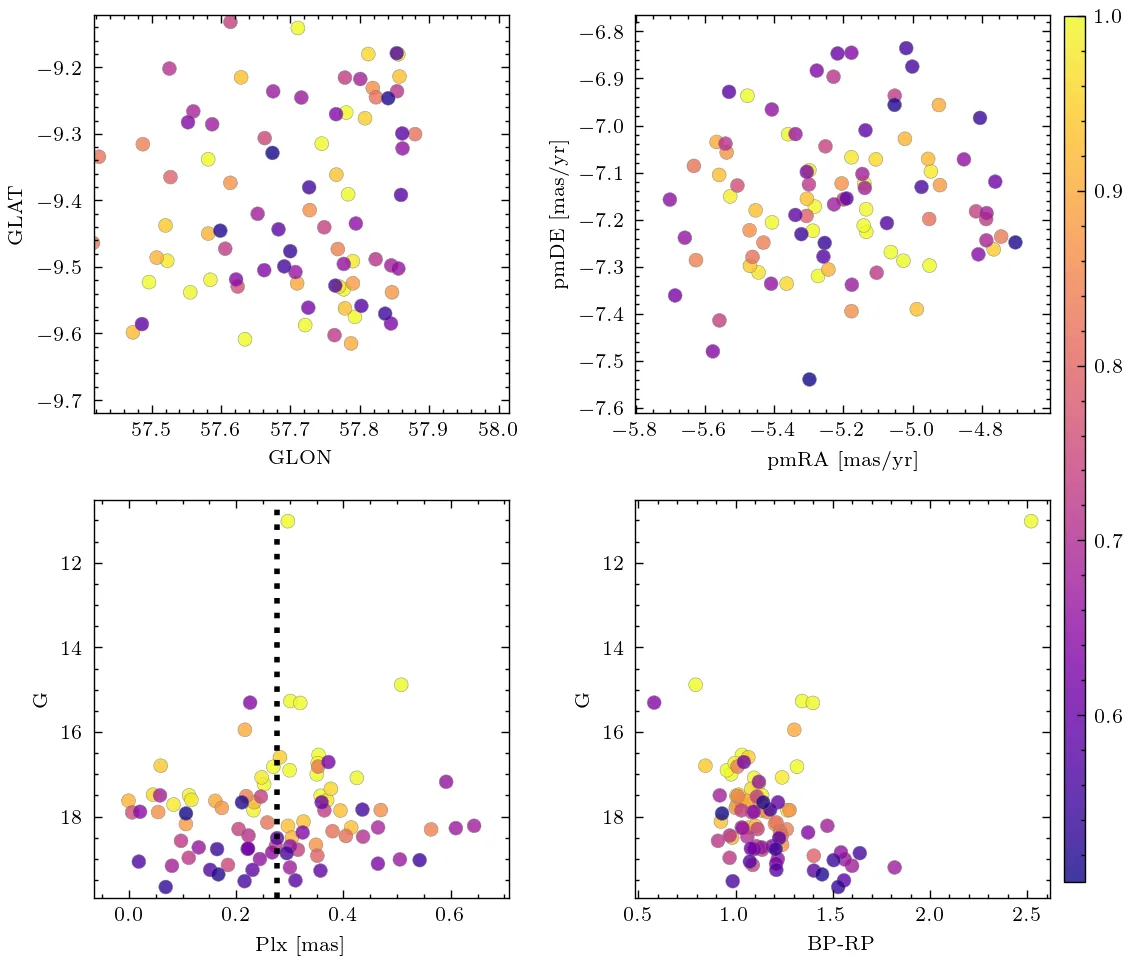 −9.2
−9.3
−9.4
−9.5
−9.6
−9.7
GLAT
57.5 57.6 57.7 57.8 57.9 58.0
GLON
−6.8
−6.9
−7.0
−7.1
−7.2
−7.3
−7.4
−7.5
−7.6
pmDE [mas/yr]
−5.8 −5.6 −5.4 −5.2 −5.0 −4.8
pmRA [mas/yr]
1.0
0.9
0.8
0.7
0.6
12
14
16
18
G
0.0 0.2 0.4 0.6
Plx [mas]
12
14
16
18
G
0.5 1.0 1.5 2.0 2.5
BP-RP